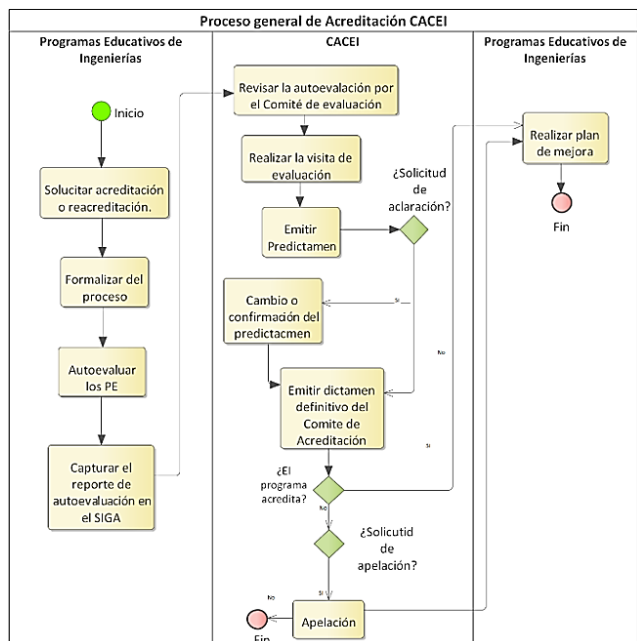 Proceso general de Acreditación CACEI
Programas Educativos de
Ingenierías
CACEI
Programas Educativos de
Ingenierías
Inicio
Solucitar acreditación
o reacreditación.
Formalizar del
proceso
Autoevaluar
los PE
Capturar el
reporte de
autoevaluación en
el SIGA
Revisar la autoevalación por
el Comité de evaluación
Realizar la visita de
evaluación
Emitir
Predictamen
¿Solicitud
de
aclaración?
Si
Cambio o
confirmación del
predictacmen
No
Emitir dictamen
definitivo del
Comite de
Acreditación
Si
¿El
programa
acredita?
No
¿Solicutid
de
apelación?
Si
No
Apelación
Fin
Realizar plan
de mejora
Fin